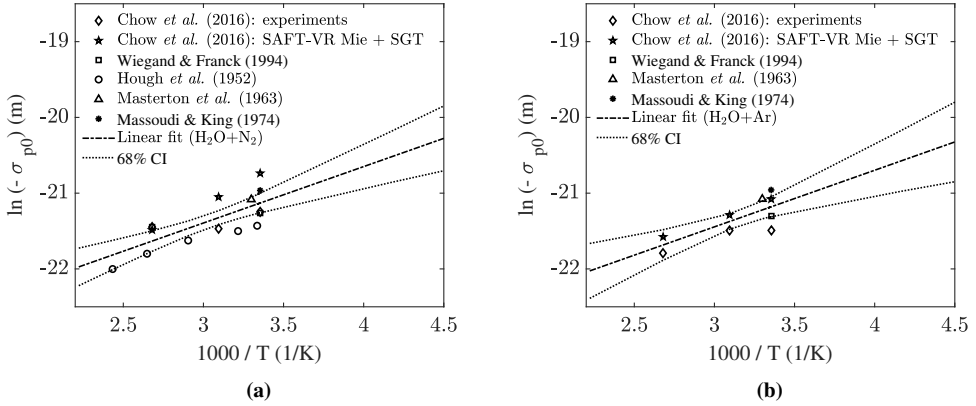 Chow et al. (2016): experiments
Chow et al. (2016): SAFT-VR Mie + SGT
Wiegand & Franck (1994)
Hough et al. (1952)
Masterton et al. (1963)
Massoudi & King (1974)
Linear fit (H₂O+N₂)
68% CI
ln (- σ p0) (m)
-19
-20
-21
-22
2.5 3 3.5 4 4.5
1000 / T (1/K)
(a)
Chow et al. (2016): experiments
Chow et al. (2016): SAFT-VR Mie + SGT
Wiegand & Franck (1994)
Masterton et al. (1963)
Massoudi & King (1974)
Linear fit (H₂O+Ar)
68% CI
ln (- σ p0) (m)
-19
-20
-21
-22
2.5 3 3.5 4 4.5
1000 / T (1/K)
(b)